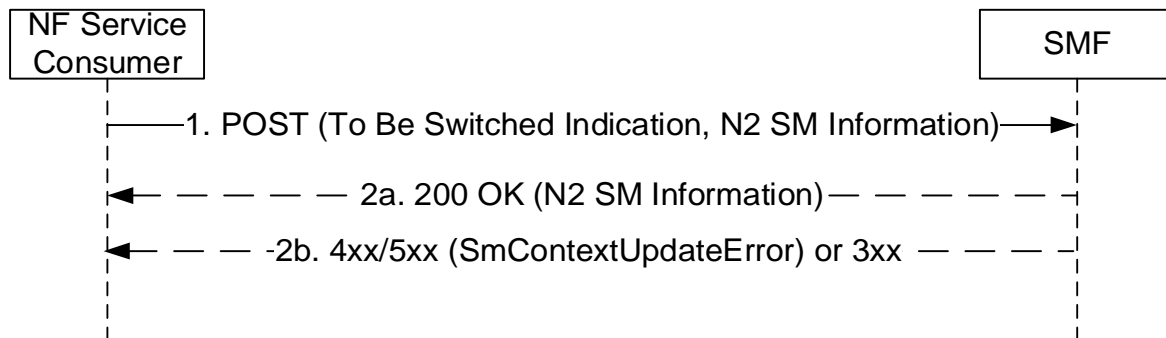 NF Service
Consumer
SMF
1. POST (To Be Switched Indication, N2 SM Information)
2a. 200 OK (N2 SM Information)
2b. 4xx/5xx (SmContextUpdateError) or 3xx